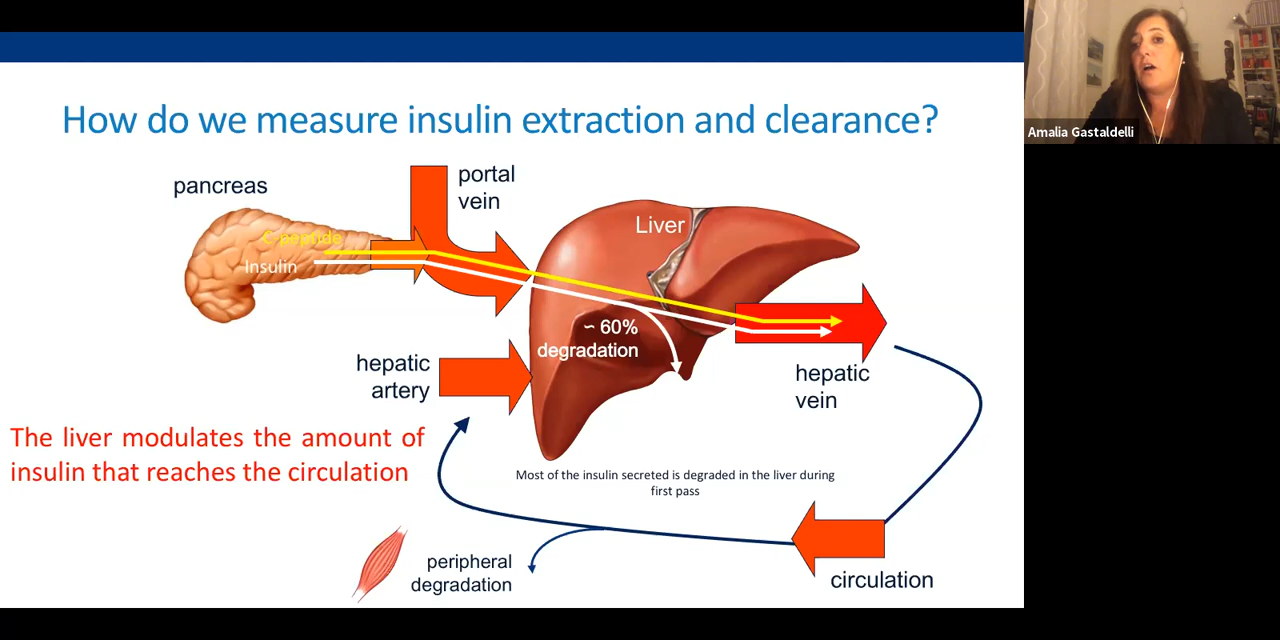 How do we measure insulin extraction and clearance?
Amalia Gastaldelli
pancreas
portal
vein
C-peptide
Insulin
Liver
~ 60%
degradation
hepatic
artery
hepatic
vein
The liver modulates the amount of
insulin that reaches the circulation
Most of the insulin secreted is degraded in the liver during
first pass
peripheral
degradation
circulation